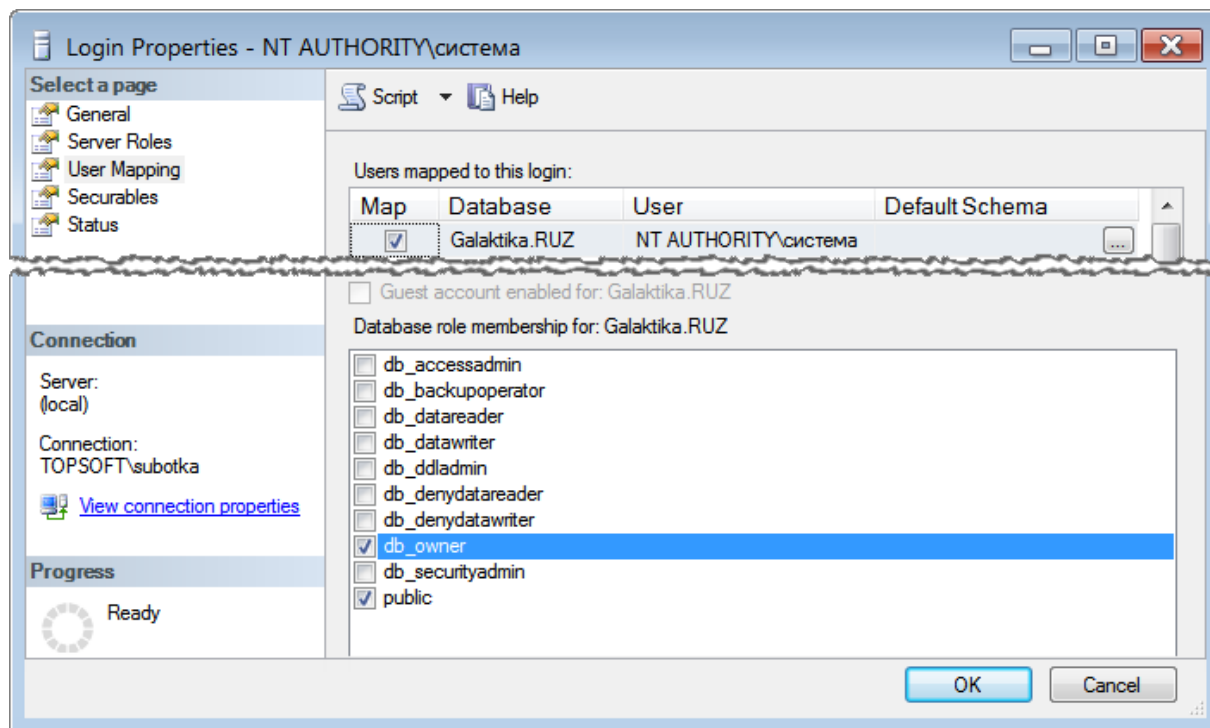 Login Properties - NT AUTHORITY\система
Select a page
General
Server Roles
User Mapping
Securables
Status
Script
Help
Users mapped to this login:
Map Database User Default Schema
Galaktika.RUZ NT AUTHORITY\система ...
Guest account enabled for: Galaktika.RUZ
Database role membership for: Galaktika.RUZ
db_accessadmin
db_backupoperator
db_datareader
db_datawriter
db_ddladmin
db_denydatareader
db_denydatawriter
db_owner
db_securityadmin
public
Connection
Server:
(local)
Connection:
TOPSOFT\subotka
View connection properties
Progress
Ready
OK
Cancel